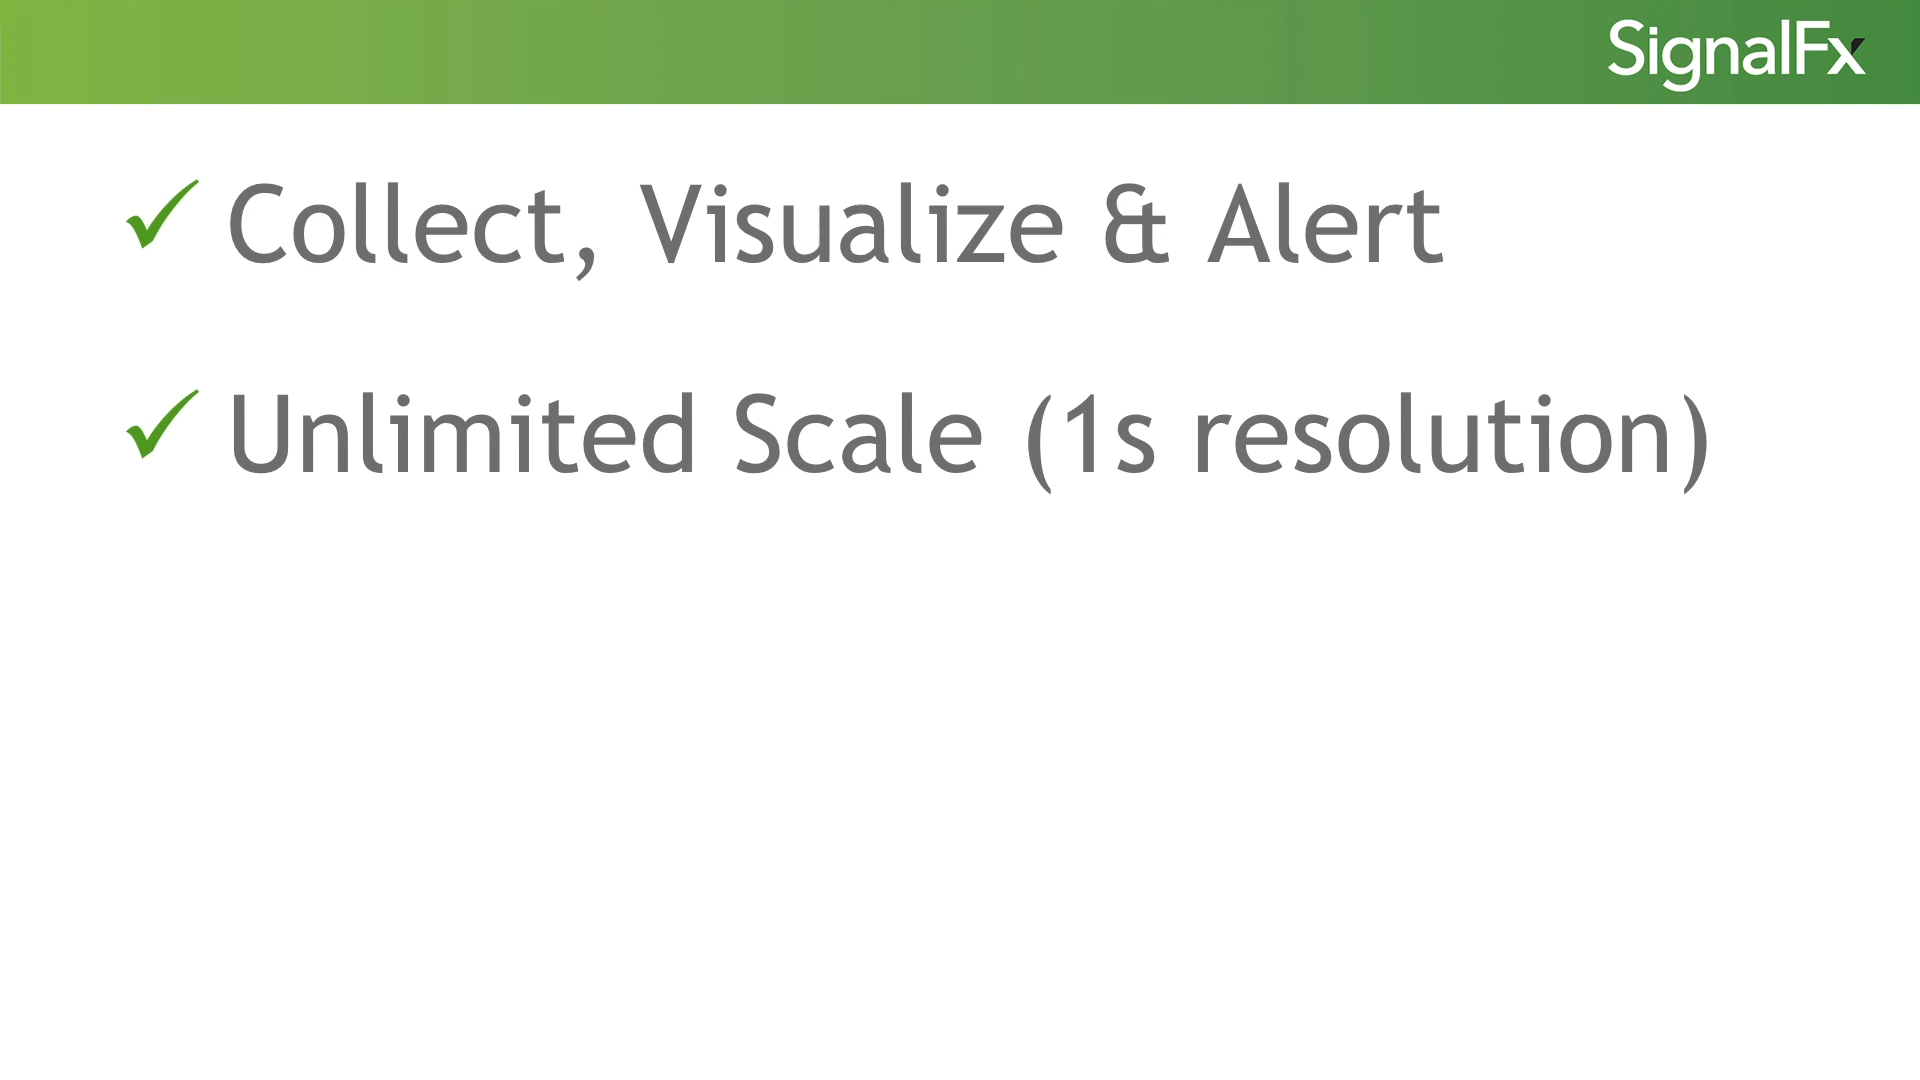 SignalFx
Collect, Visualize & Alert
Unlimited Scale (1s resolution)